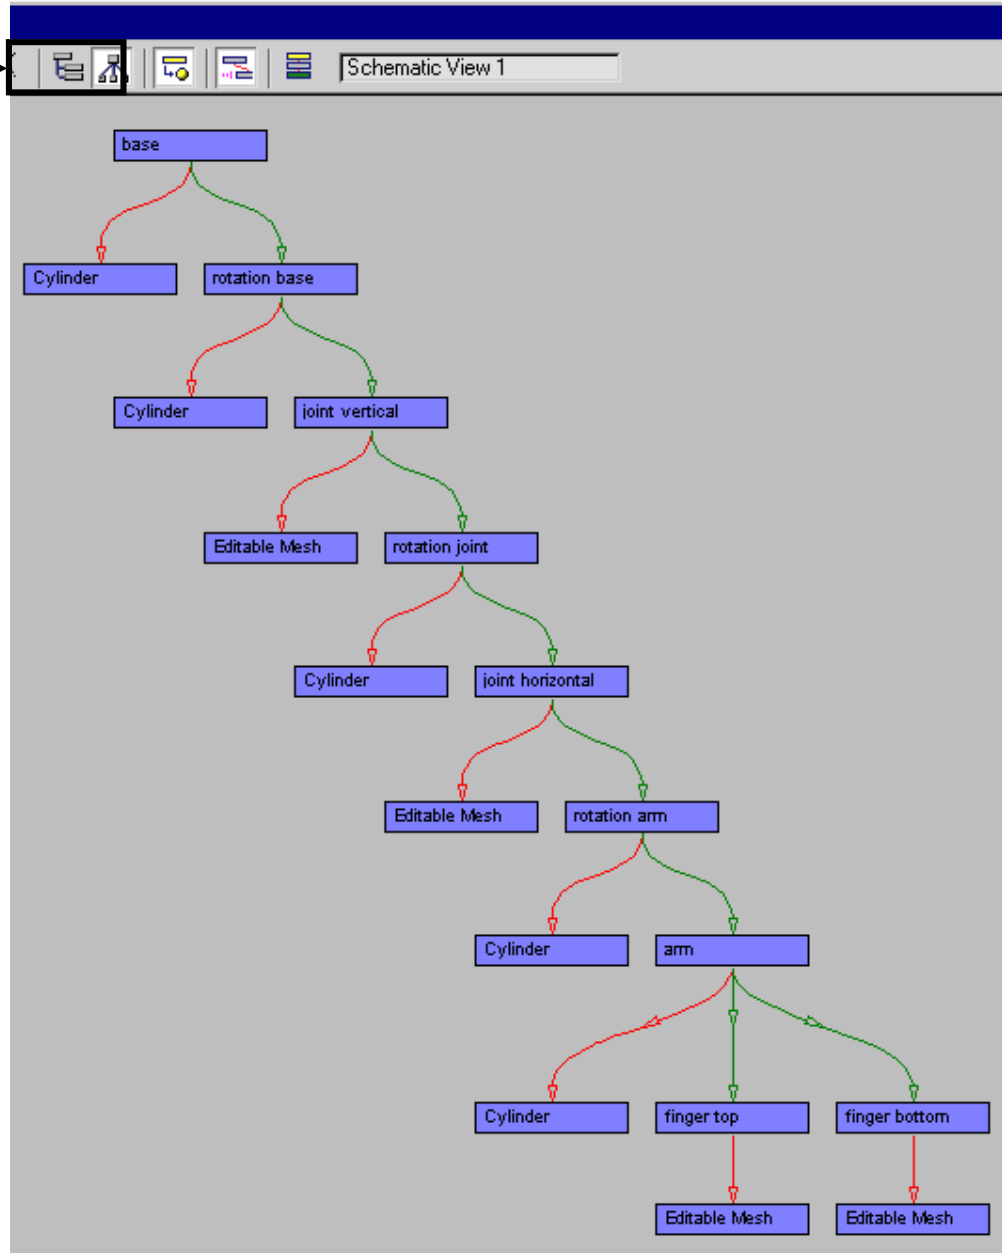 Schematic View 1
base
Cylinder
rotation base
Cylinder
joint vertical
Editable Mesh
rotation joint
Cylinder
joint horizontal
Editable Mesh
rotation arm
Cylinder
arm
Cylinder
finger top
finger bottom
Editable Mesh
Editable Mesh